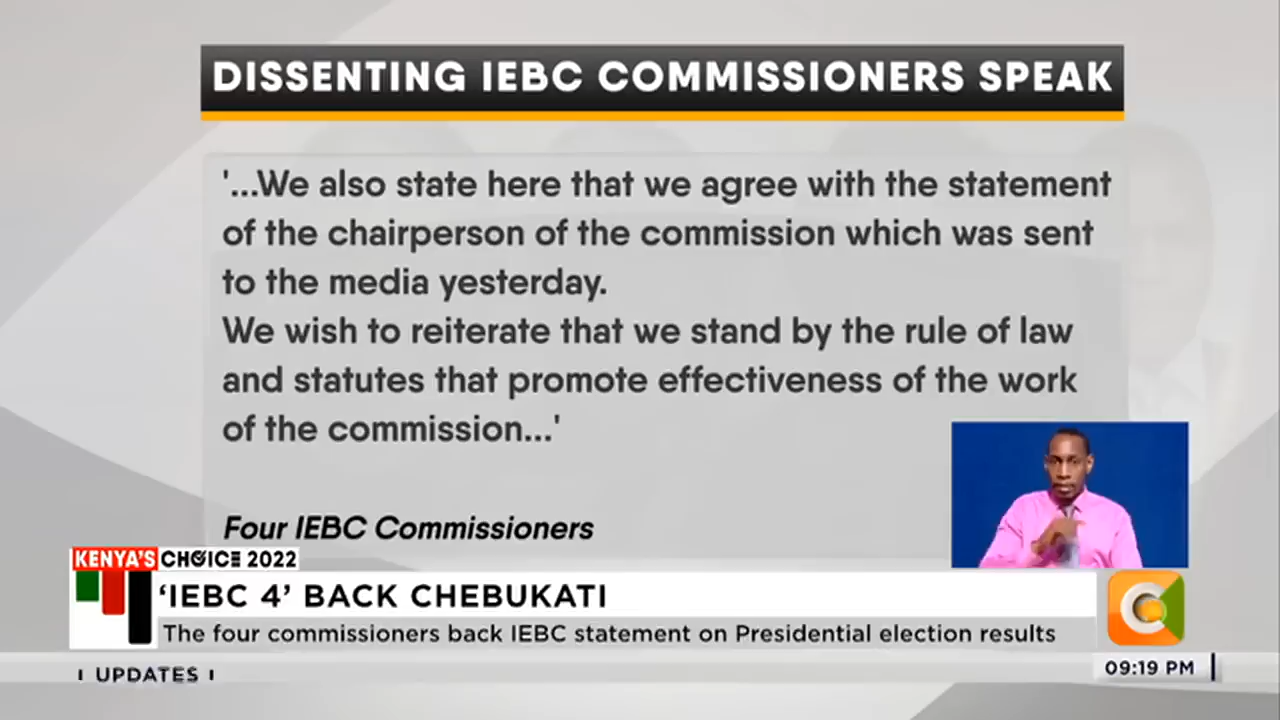 DISSENTING IEBC COMMISSIONERS SPEAK
'...We also state here that we agree with the statement
of the chairperson of the commission which was sent
to the media yesterday.
We wish to reiterate that we stand by the rule of law
and statutes that promote effectiveness of the work
of the commission...'
Four IEBC Commissioners
KENYA'S CHOICE 2022
'IEBC 4' BACK CHEBUKATI
The four commissioners back IEBC statement on Presidential election results
UPDATES
09:19 PM